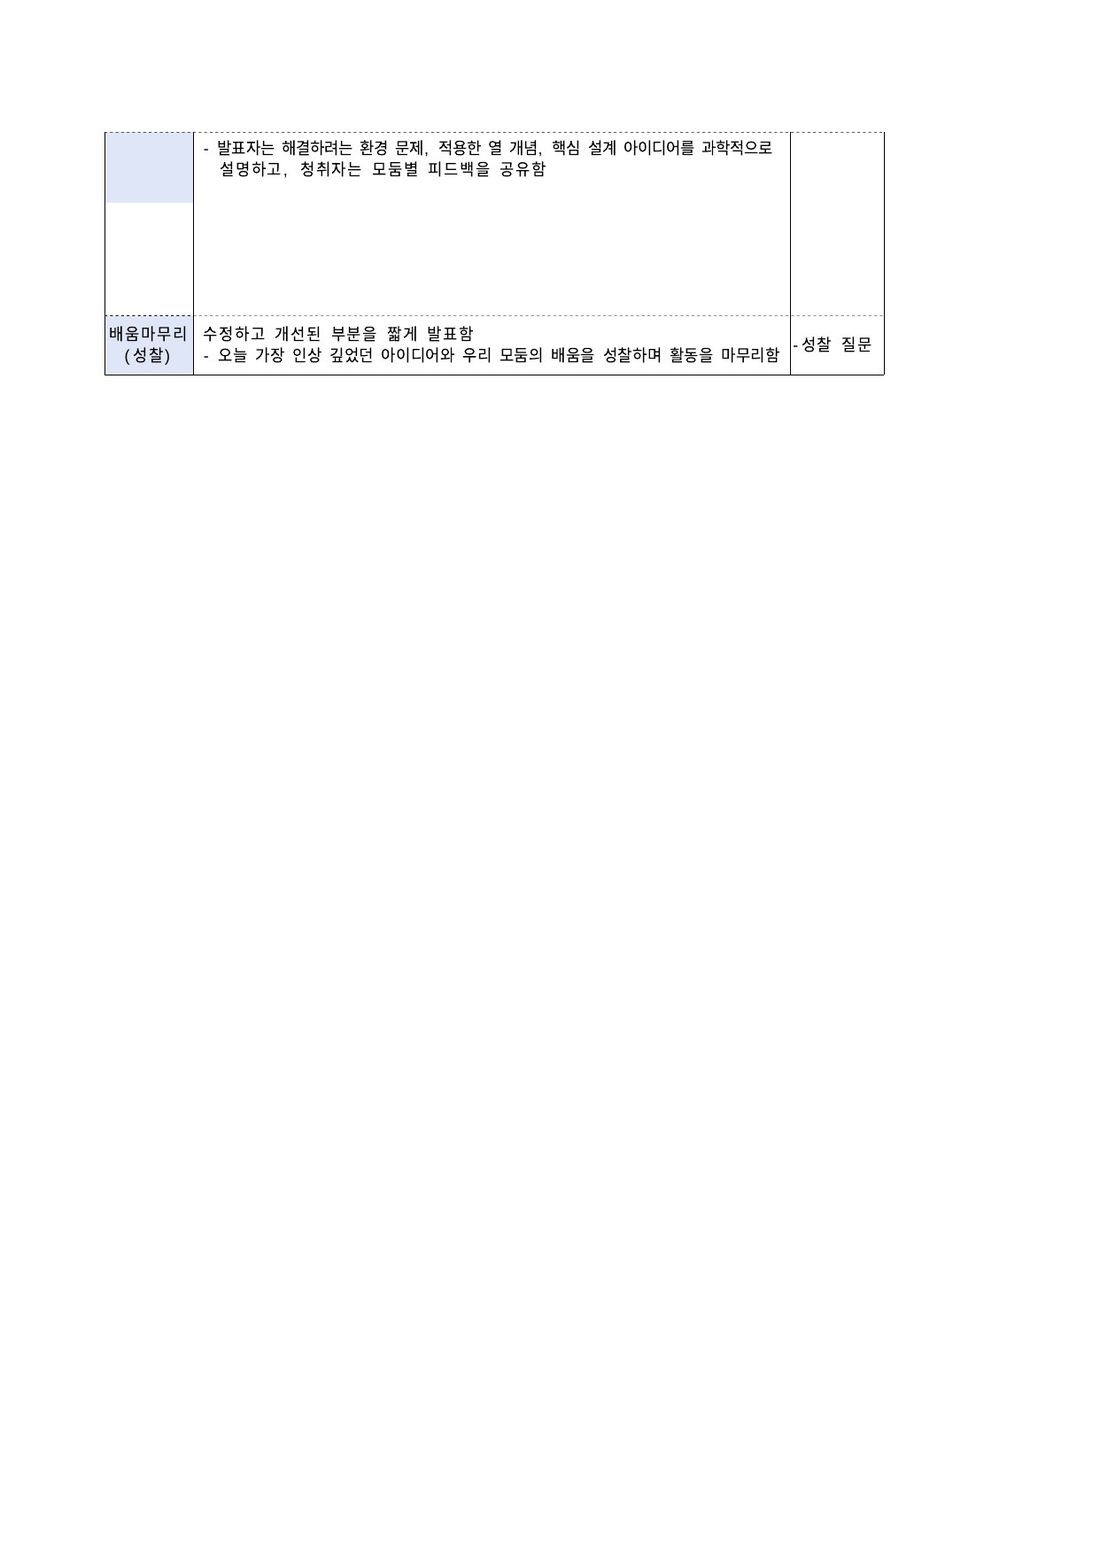 - 발표자는 해결하려는 환경 문제, 적용한 열 개념, 핵심 설계 아이디어를 과학적으로
설명하고, 청취자는 모둠별 피드백을 공유함
배움마무리
(성찰)
수정하고 개선된 부분을 짧게 발표함
- 오늘 가장 인상 깊었던 아이디어와 우리 모둠의 배움을 성찰하며 활동을 마무리함
-성찰 질문